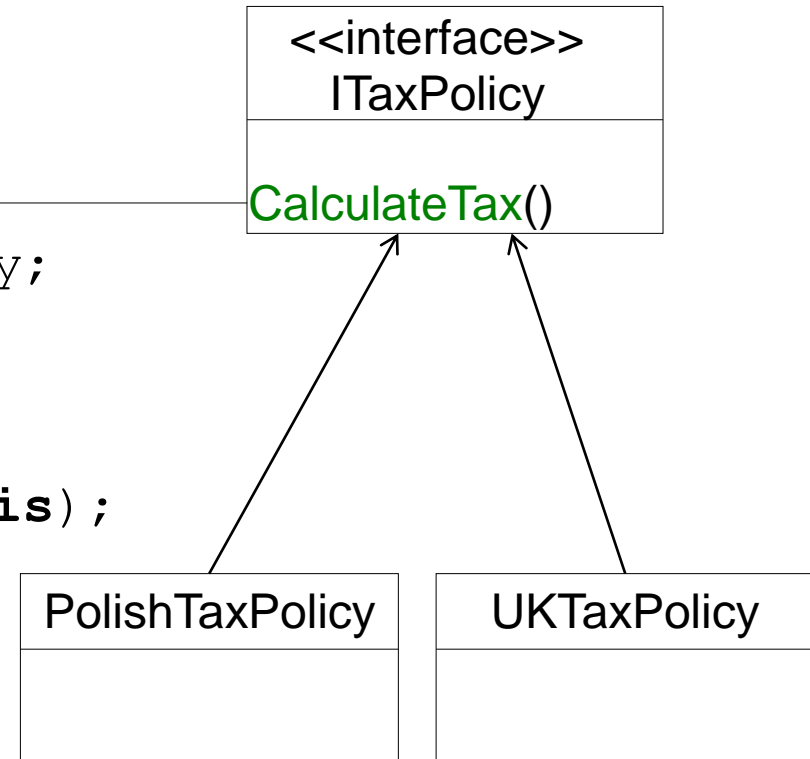 <<interface>>
ITaxPolicy
CalculateTax()
y;
is);
PolishTaxPolicy
UKTaxPolicy